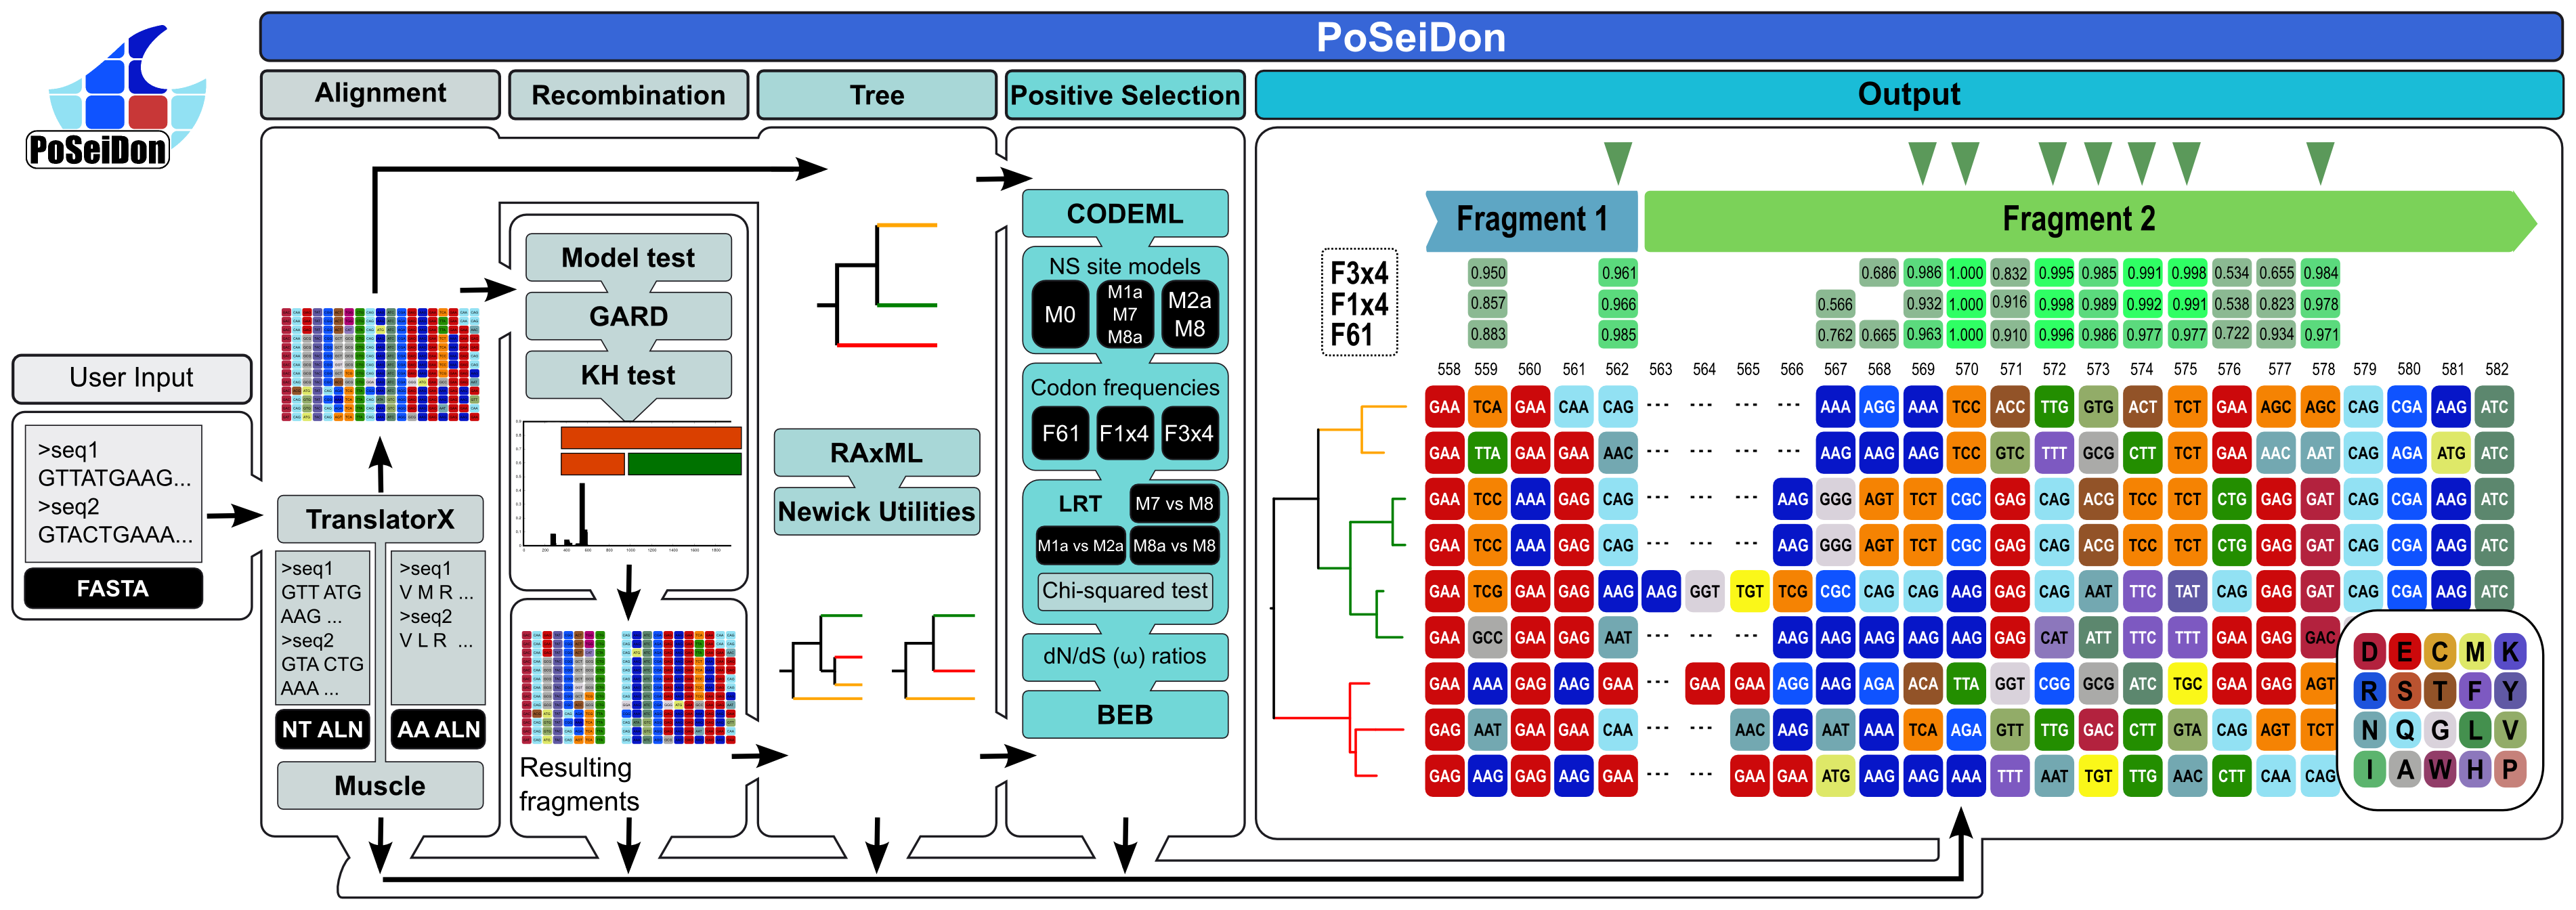 PoSeiDon
PoSeiDon
Alignment
Recombination
Tree
Positive Selection
Output
User Input
>seq1
GTTATGAAG...
>seq2
GTACTGAAA...
FASTA
TranslatorX
>seq1
GTT ATG
AAG ...
>seq2
GTA CTG
AAA ...
NT ALN
>seq1
V M R ...
>seq2
V L R ...
AA ALN
Muscle
Model test
GARD
KH test
0 200 400 600 800 1000 1200 1400 1600 1800
Resulting
fragments
RAxML
Newick Utilities
CODEML
NS site models
M0
M1a
M7
M8a
M2a
M8
Codon frequencies
F61 F1x4 F3x4
LRT
M7 vs M8
M1a vs M2a M8a vs M8
Chi-squared test
dN/dS (ω) ratios
BEB
Fragment 1 Fragment 2
F3x4 0.950 0.961 0.686 0.986 1.000 0.832 0.995 0.985 0.991 0.998 0.534 0.655 0.984
F1x4 0.857 0.966 0.566 0.932 1.000 0.916 0.998 0.989 0.992 0.991 0.538 0.823 0.978
F61 0.883 0.985 0.762 0.665 0.963 1.000 0.910 0.996 0.986 0.977 0.977 0.722 0.934 0.971
558 559 560 561 562 563 564 565 566 567 568 569 570 571 572 573 574 575 576 577 578 579 580 581 582
GAA TCA GAA CAA CAG --- --- --- --- AAA AGG AAA TCC ACC TTG GTG ACT TCT GAA AGC AGC CAG CGA AAG ATC
GAA TTA GAA GAA AAC --- --- --- --- AAG AAG AAG TCC GTC TTT GCG CTT TCT GAA AAC AAT CAG AGA ATG ATC
GAA TCC AAA GAG CAG --- --- --- AAG GGG AGT TCT CGC GAG CAG ACG TCC TCT CTG GAG GAT CAG CGA AAG ATC
GAA TCC AAA GAG CAG --- --- --- AAG GGG AGT TCT CGC GAG CAG ACG TCC TCT CTG GAG GAT CAG CGA AAG ATC
GAA TCG GAA GAG AAG AAG GGT TGT TCG CGC CAG CAG AAG GAG CAG AAT TTC TAT CAG GAG GAT CAG CGA AAG ATC
GAA GCC GAA GAG AAT --- --- --- AAG AAG AAG AAG AAG GAG CAT ATT TTC TTT GAA GAG GAC
GAA AAA GAG AAG GAA --- GAA GAA AGG AAG AGA ACA TTA GGT CGG GCG ATC TGC GAA GAG AGT
GAG AAT GAA GAA CAA --- --- AAC AAG AAT AAA TCA AGA GTT TTG GAC CTT GTA CAG AGT TCT
GAG AAG GAG AAG GAA --- --- GAA GAA ATG AAG AAG AAA TTT AAT TGT TTG AAC CTT CAA CAG
D E C M K
R S T F Y
N Q G L V
I A W H P